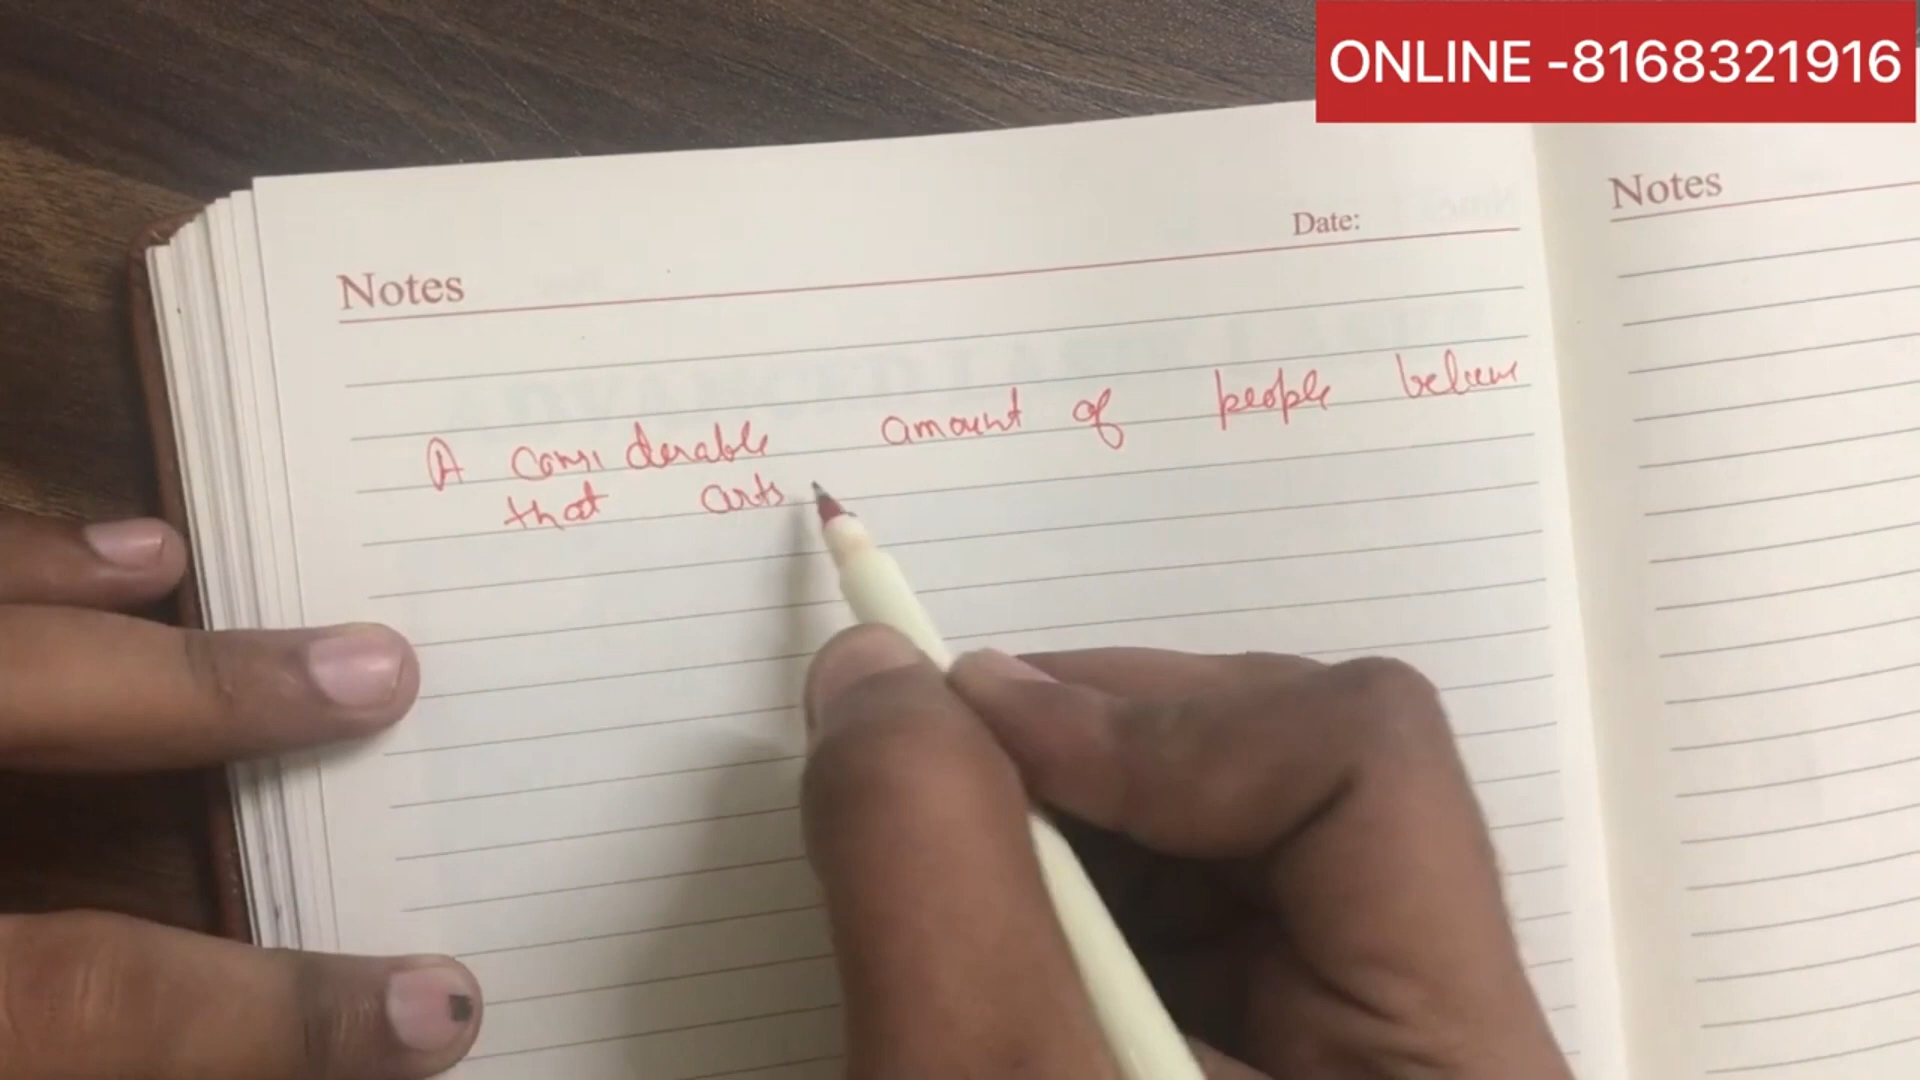 ONLINE -8168321916
Notes
Date:
A considerable amount of people believe
that arts
Notes